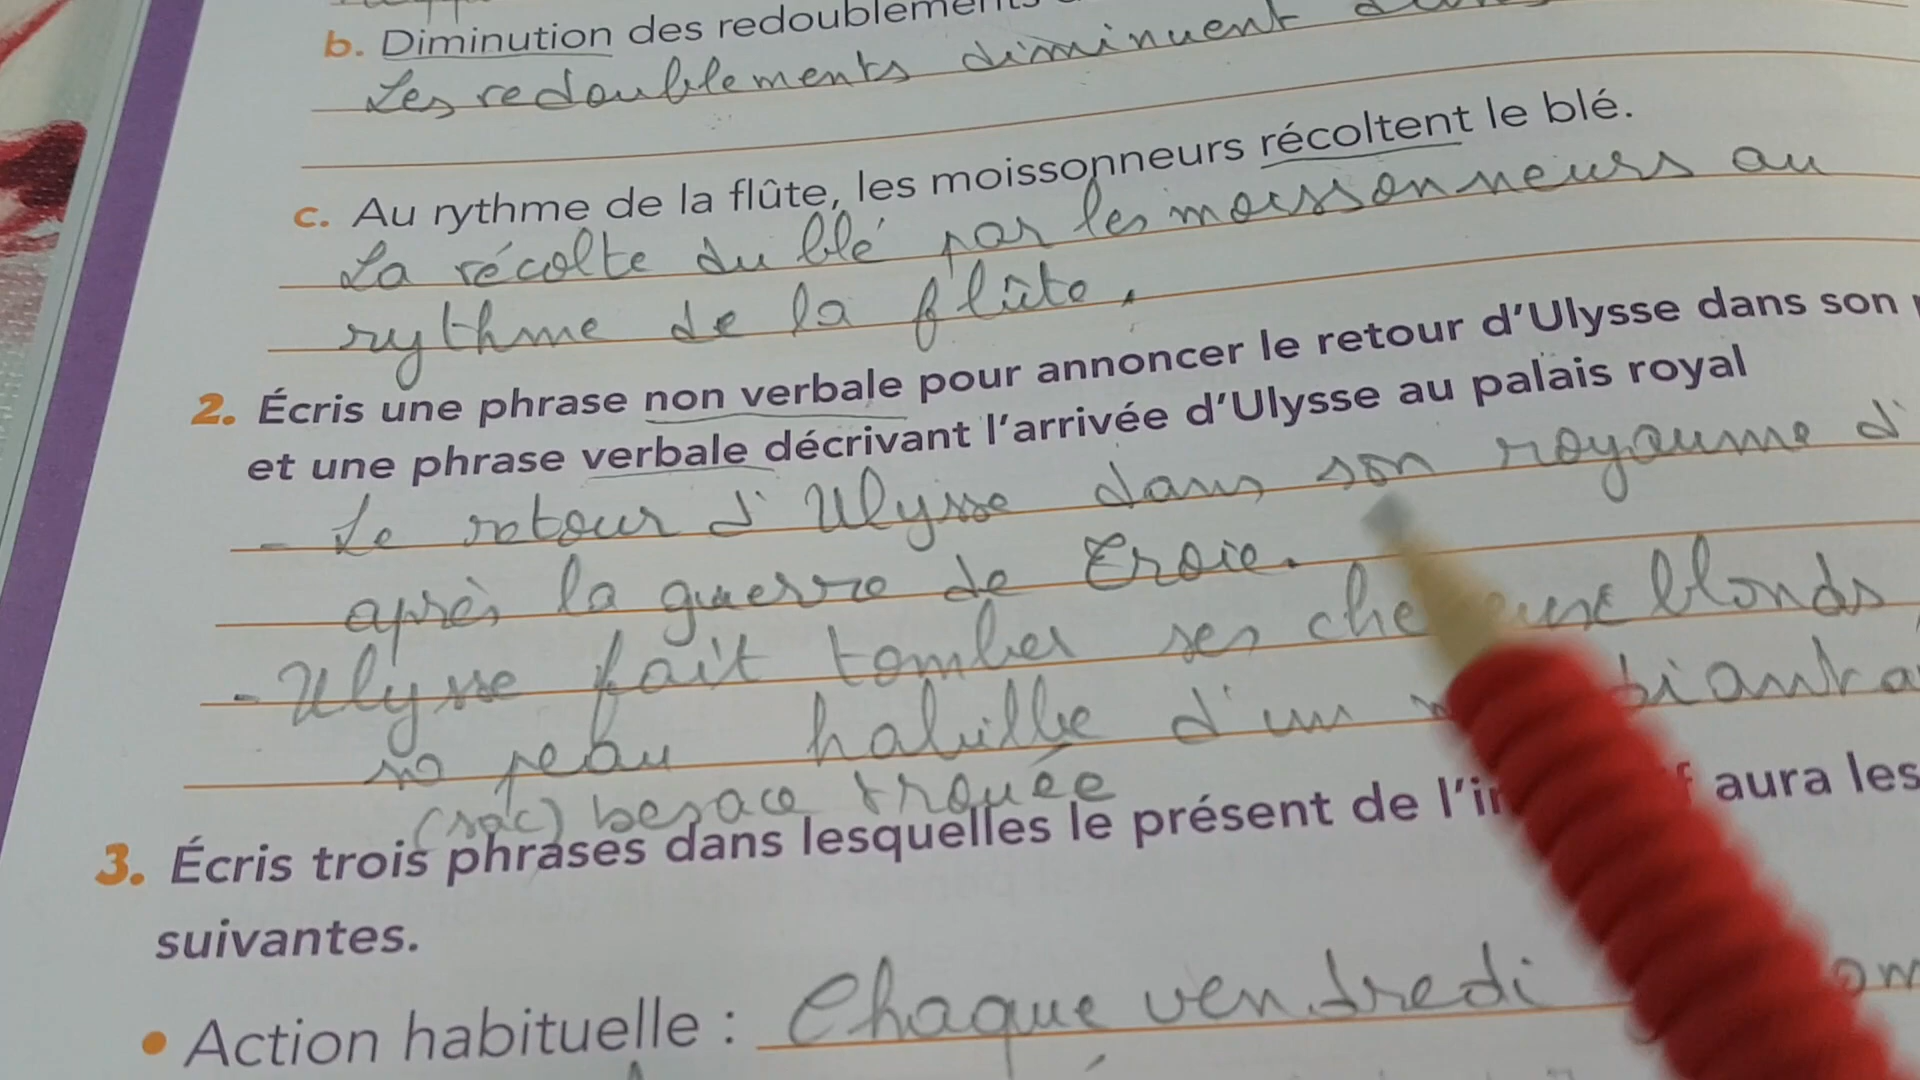 b. Diminution des redoublements
Les redoublements diminuent dans
c. Au rythme de la flûte, les moissonneurs récoltent le blé.
La récolte du blé par les moissonneurs au
rythme de la flûte.
2. Écris une phrase non verbale pour annoncer le retour d'Ulysse dans son
et une phrase verbale décrivant l'arrivée d'Ulysse au palais royal
- Le retour d'Ulysse dans son royaume d'
après la guerre de Troie.
- Ulysse fait tomber ses cheveux blonds,
sa peau habillée d'un
(sac) besace trouée
3. Écris trois phrases dans lesquelles le présent de l' aura les
suivantes.
• Action habituelle : Chaque vendredi